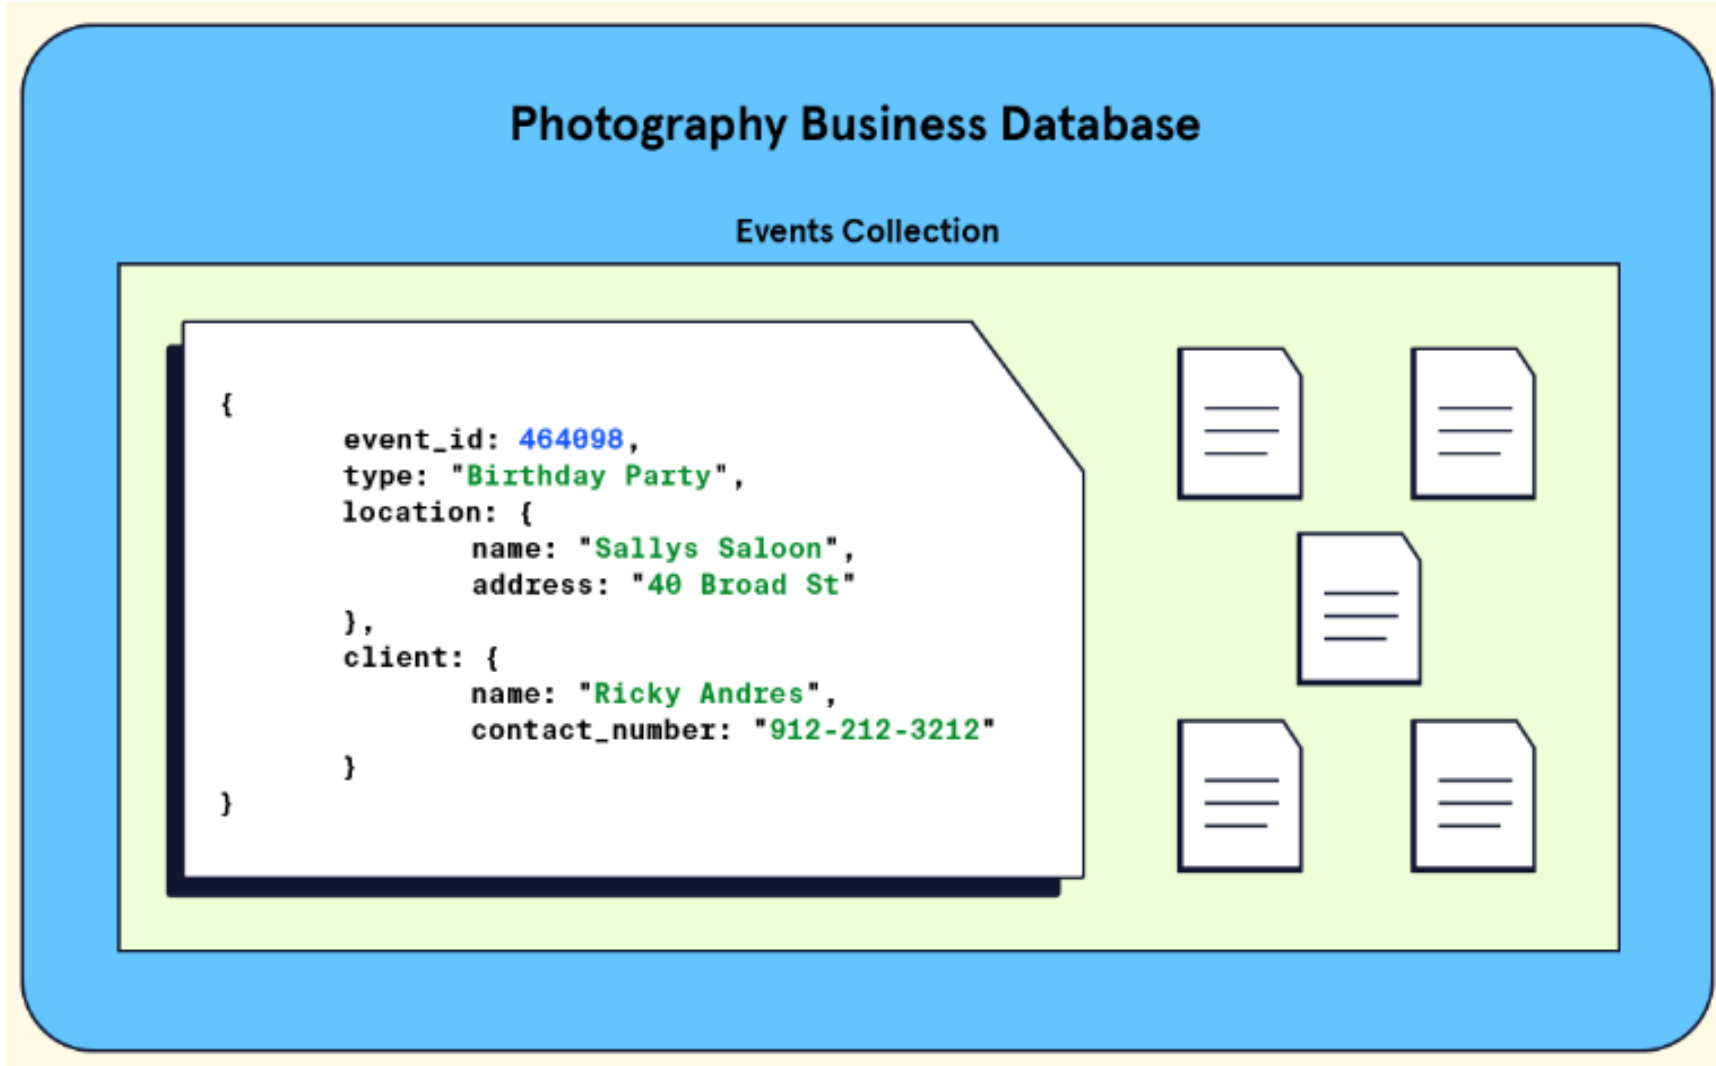 Photography Business Database
Events Collection
{
event_id: 464098,
type: "Birthday Party",
location: {
name: "Sallys Saloon",
address: "40 Broad St"
},
client: {
name: "Ricky Andres",
contact_number: "912-212-3212"
}
}